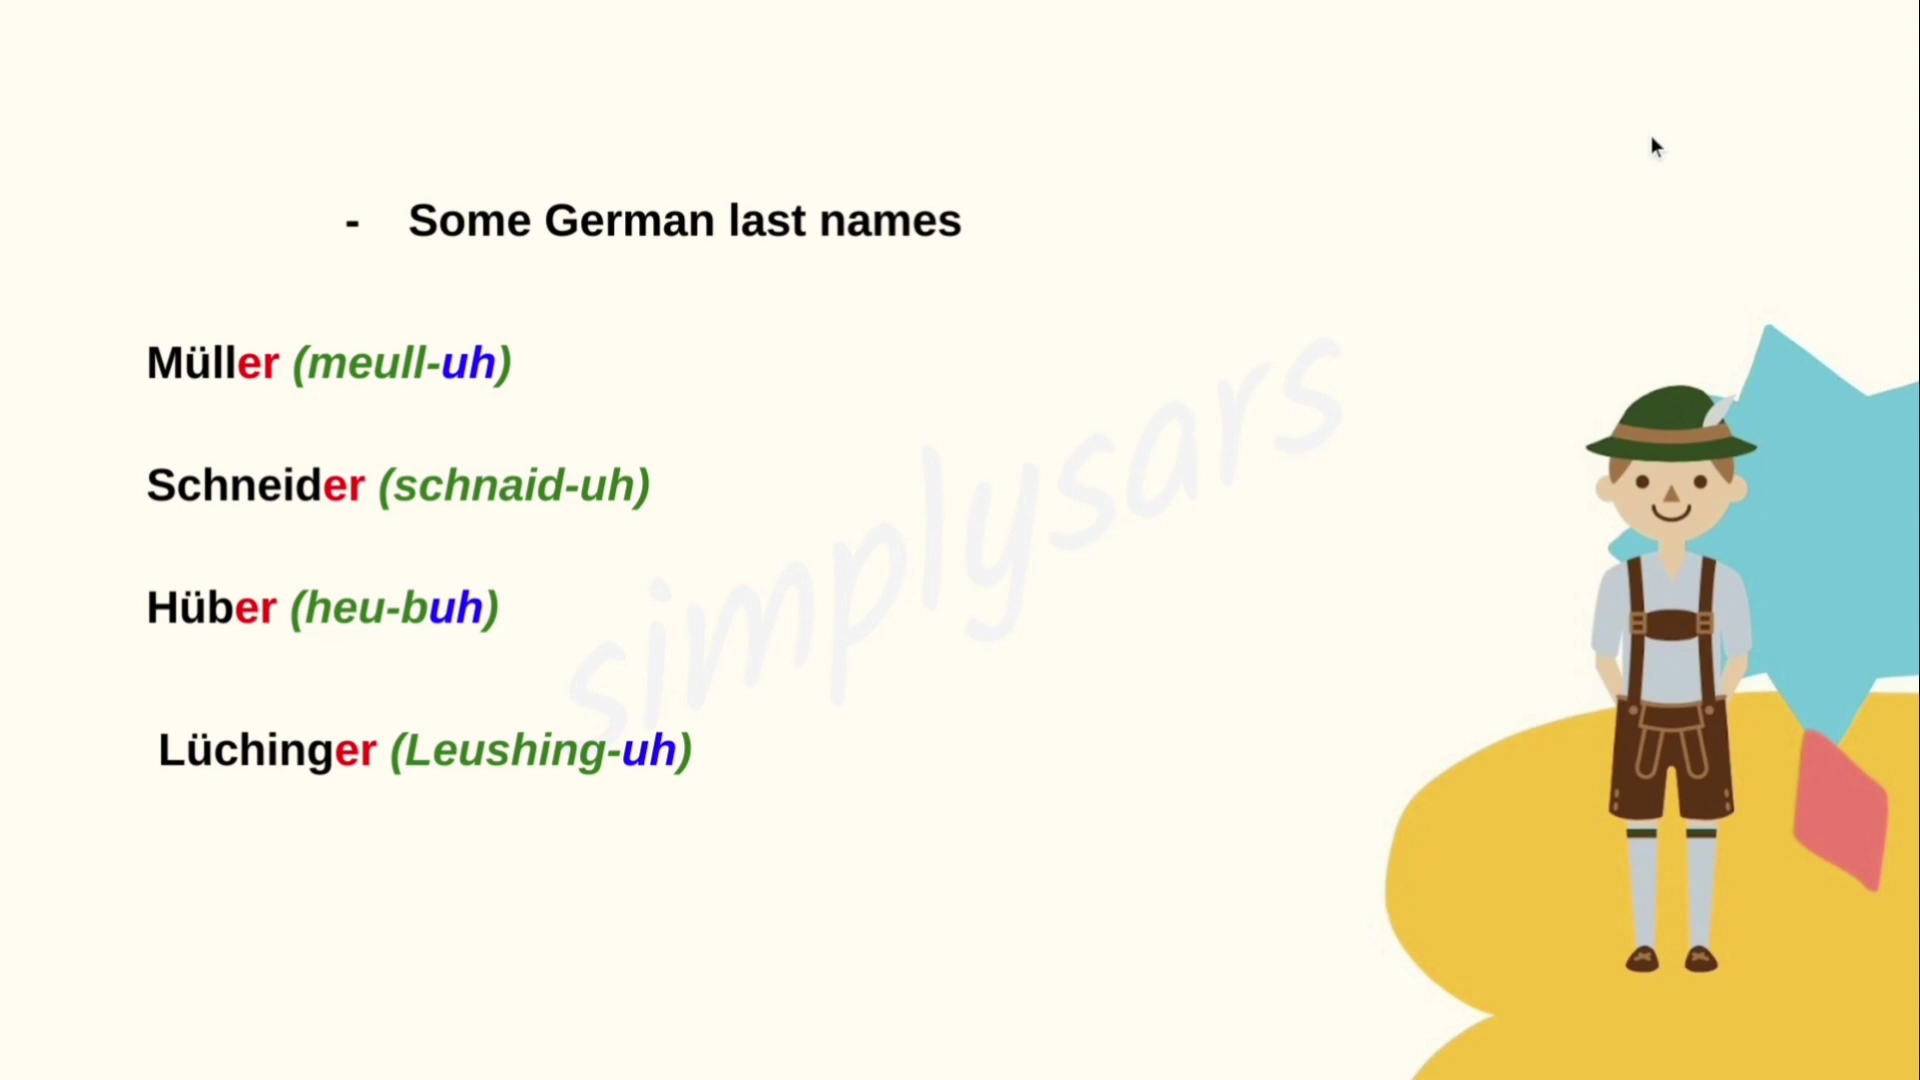 - Some German last names
Müller (meull-uh)
Schneider (schnaid-uh)
Hüber (heu-buh)
Lüchinger (Leushing-uh)
simplysars